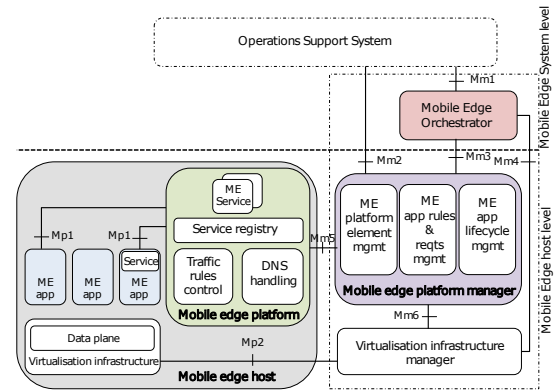 Operations Support System
Mobile Edge System level
Mm1
Mobile Edge
Orchestrator
Mm2
Mm3
Mm4
ME
Service
Service registry
Traffic
rules
control
DNS
handling
Mobile edge platform
Mp1
Mp1
Service
ME
app
ME
app
ME
app
Mm5
ME
platform
element
mgmt
ME
app rules
&
reqts
mgmt
ME
app
lifecycle
mgmt
Mobile edge platform manager
Mobile Edge host level
Mm6
Data plane
Virtualisation infrastructure
Mp2
Virtualisation infrastructure
manager
Mobile edge host